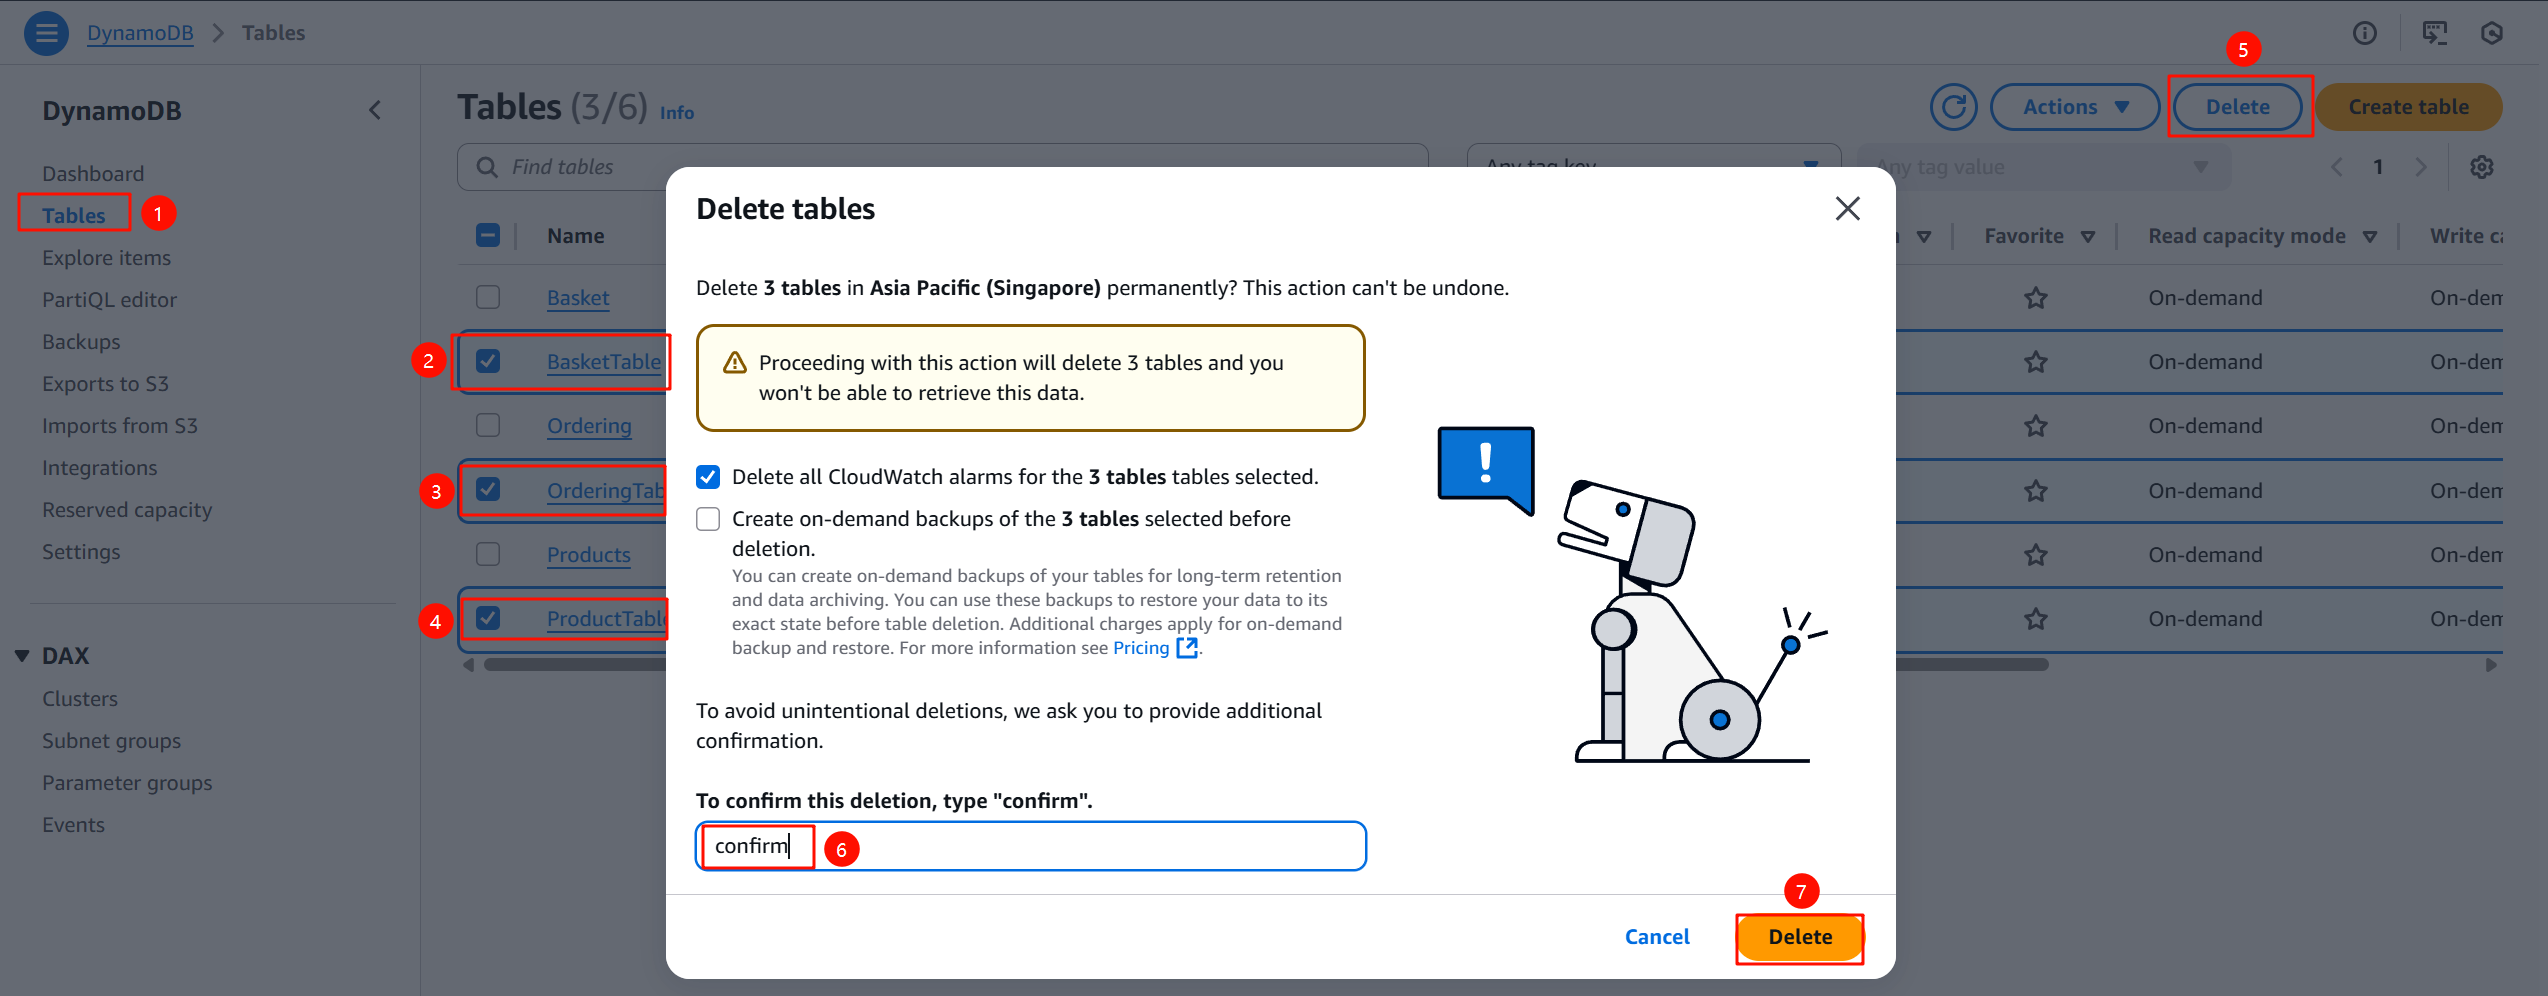 DynamoDB > Tables
DynamoDB
Dashboard
Tables
1
Explore items
PartiQL editor
Backups
Exports to S3
Imports from S3
Integrations
Reserved capacity
Settings
DAX
Clusters
Subnet groups
Parameter groups
Events
Tables (3/6) Info
Actions
Delete
5
Create table
Find tables
Any tag key
Any tag value
1
Name
Favorite
Read capacity mode
Write ca
Basket
On-demand
On-dem
2
BasketTable
On-demand
On-dem
Ordering
On-demand
On-dem
3
OrderingTab
On-demand
On-dem
Products
On-demand
On-dem
4
ProductTable
On-demand
On-dem
Delete tables
Delete 3 tables in Asia Pacific (Singapore) permanently? This action can't be undone.
Proceeding with this action will delete 3 tables and you
won't be able to retrieve this data.
Delete all CloudWatch alarms for the 3 tables tables selected.
Create on-demand backups of the 3 tables selected before
deletion.
You can create on-demand backups of your tables for long-term retention
and data archiving. You can use these backups to restore your data to its
exact state before table deletion. Additional charges apply for on-demand
backup and restore. For more information see Pricing.
!
To avoid unintentional deletions, we ask you to provide additional
confirmation.
To confirm this deletion, type "confirm".
confirm
6
Cancel
Delete
7